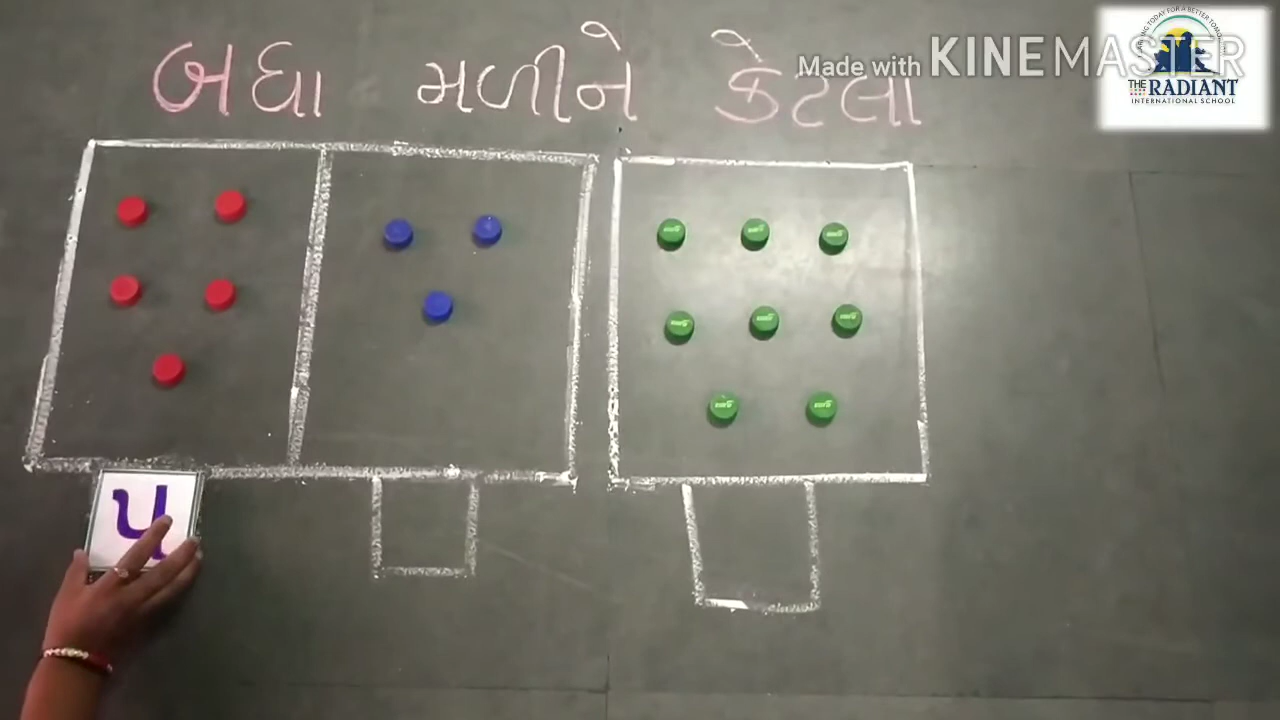 બધા મળીને કેટલા
Made with KINEMASTER
THE RADIANT
INTERNATIONAL SCHOOL
૫